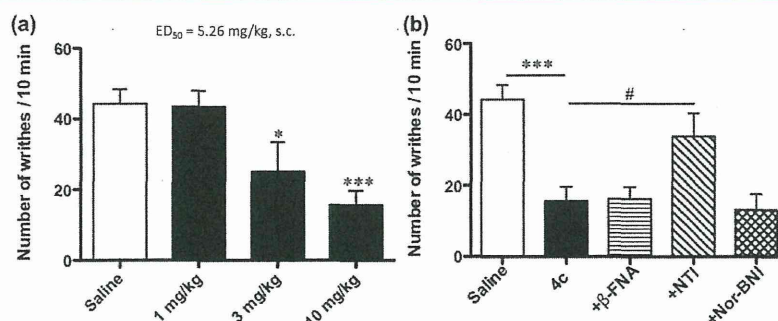 (a)
ED50 = 5.26 mg/kg, s.c.
Number of writhes / 10 min
60
40
20
0
*
***
Saline
1 mg/kg
3 mg/kg
10 mg/kg
(b)
Number of writhes / 10 min
60
40
20
0
***
#
Saline
4c
+β-FNA
+NTI
+Nor-BNI